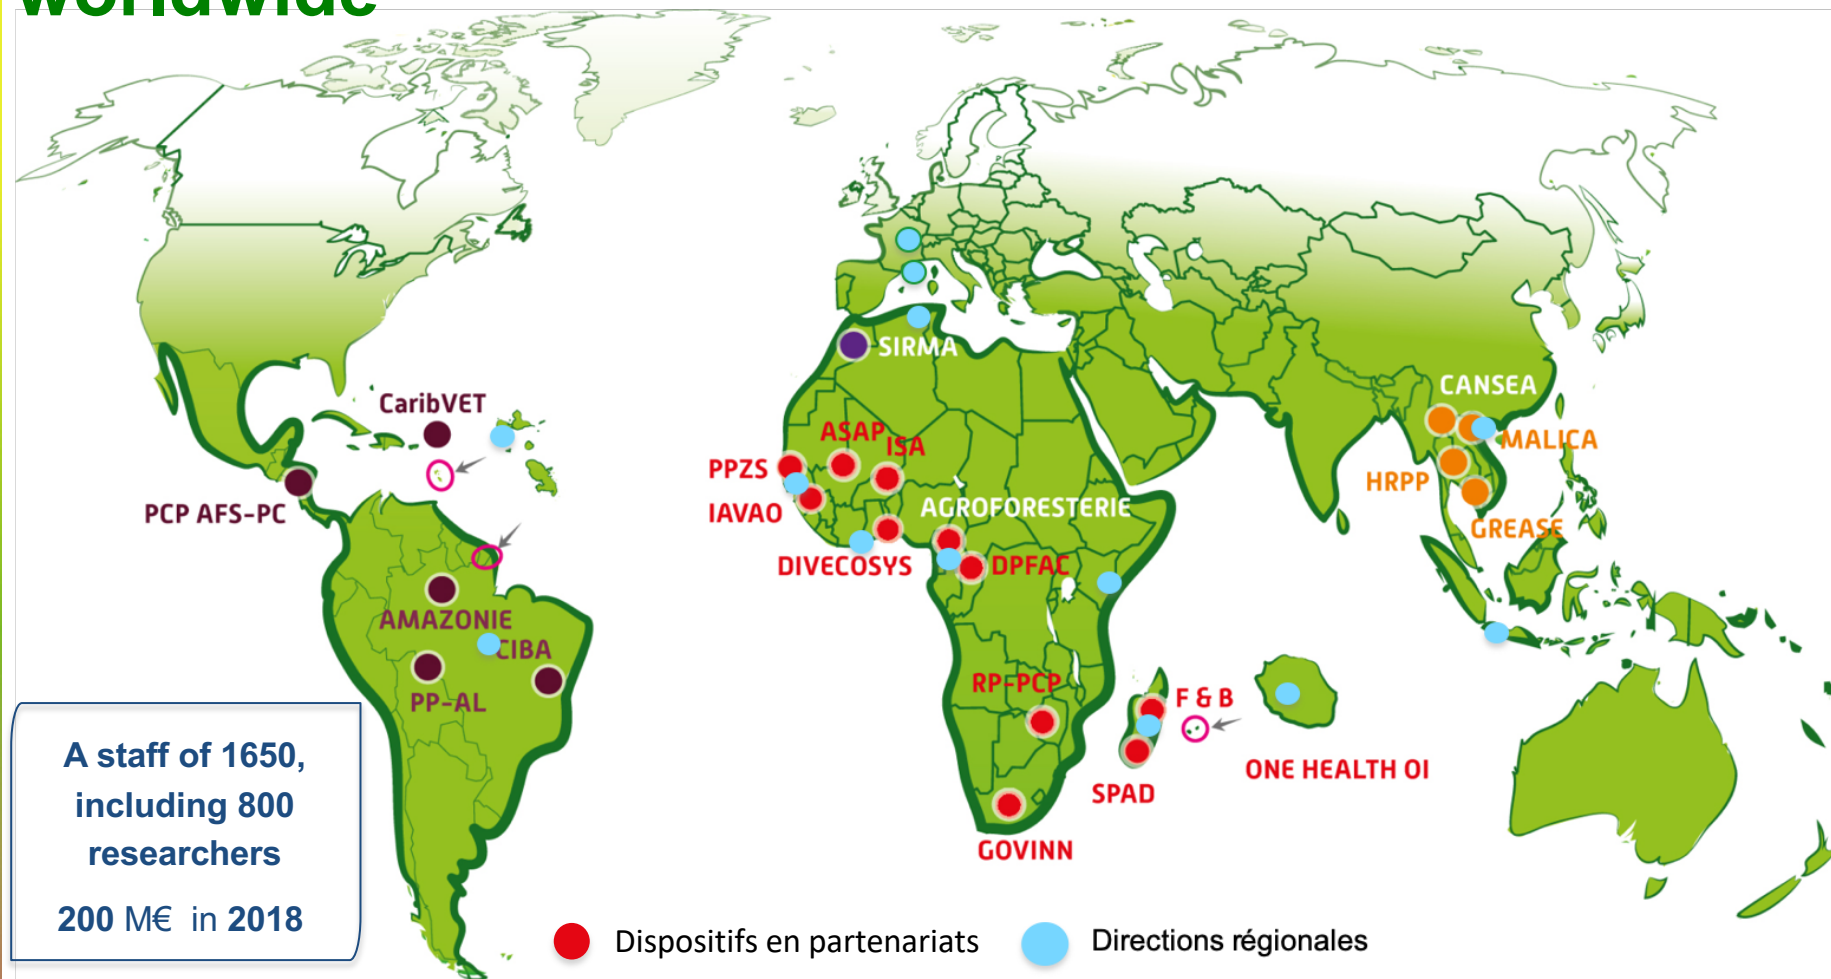 worldwide
SIRMA
CANSEA
CaribVET
MALICA
ASAP
ISA
PPZS
HRPP
IAVAO
AGROFORESTERIE
PCP AFS-PC
GREASE
DIVECOSYS
DPFAC
AMAZONIE
CIBA
RP-PCP
PP-AL
F & B
ONE HEALTH OI
SPAD
GOVINN
A staff of 1650,
including 800
researchers
200 M€ in 2018
Dispositifs en partenariats
Directions régionales